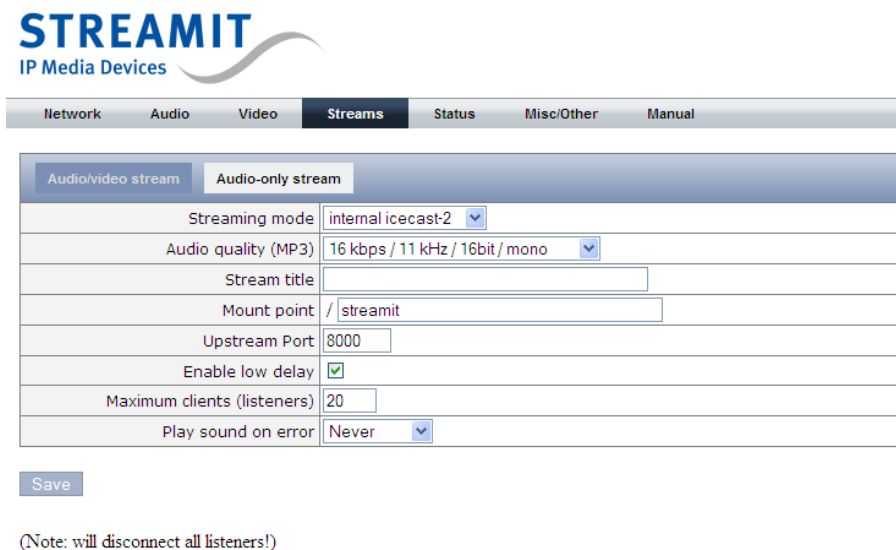 STREAMIT
IP Media Devices
Network Audio Video Streams Status Misc/Other Manual
Audio/video stream Audio-only stream
Streaming mode internal icecast-2
Audio quality (MP3) 16 kbps / 11 kHz / 16bit / mono
Stream title
Mount point / streamit
Upstream Port 8000
Enable low delay
Maximum clients (listeners) 20
Play sound on error Never
Save
(Note: will disconnect all listeners!)